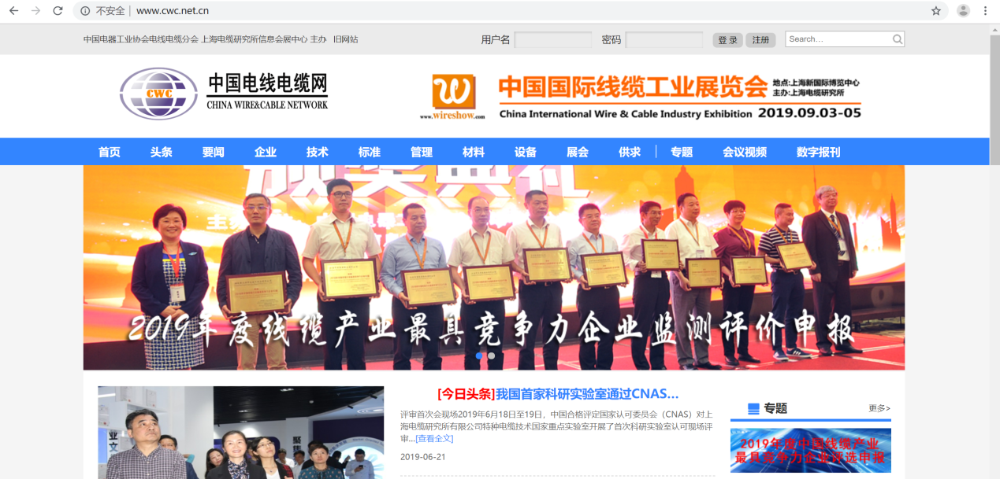 不安全 | www.cwc.net.cn
中国电器工业协会电线电缆分会 上海电缆研究所信息会展中心 主办 旧网站
用户名
密码
登 录
注册
Search...
CWC
中国电线电缆网
CHINA WIRE&CABLE NETWORK
w
www.wireshow.com
中国国际线缆工业展览会
地点:上海新国际博览中心
主办:上海电缆研究所
China International Wire & Cable Industry Exhibition 2019.09.03-05
首页 头条 要闻 企业 技术 标准 管理 材料 设备 展会 供求 | 专题 会议视频 数字报刊
颁奖典礼
2019年度线缆产业最具竞争力企业监测评价申报
[今日头条]我国首家科研实验室通过CNAS...
评审首次会现场2019年6月18日至19日，中国合格评定国家认可委员会（CNAS）对上
海电缆研究所有限公司特种电缆技术国家重点实验室开展了首次科研实验室认可现场评
审...[查看全文]
2019-06-21
专题
更多>
2019年度中国线缆产业
最具竞争力企业评选申报